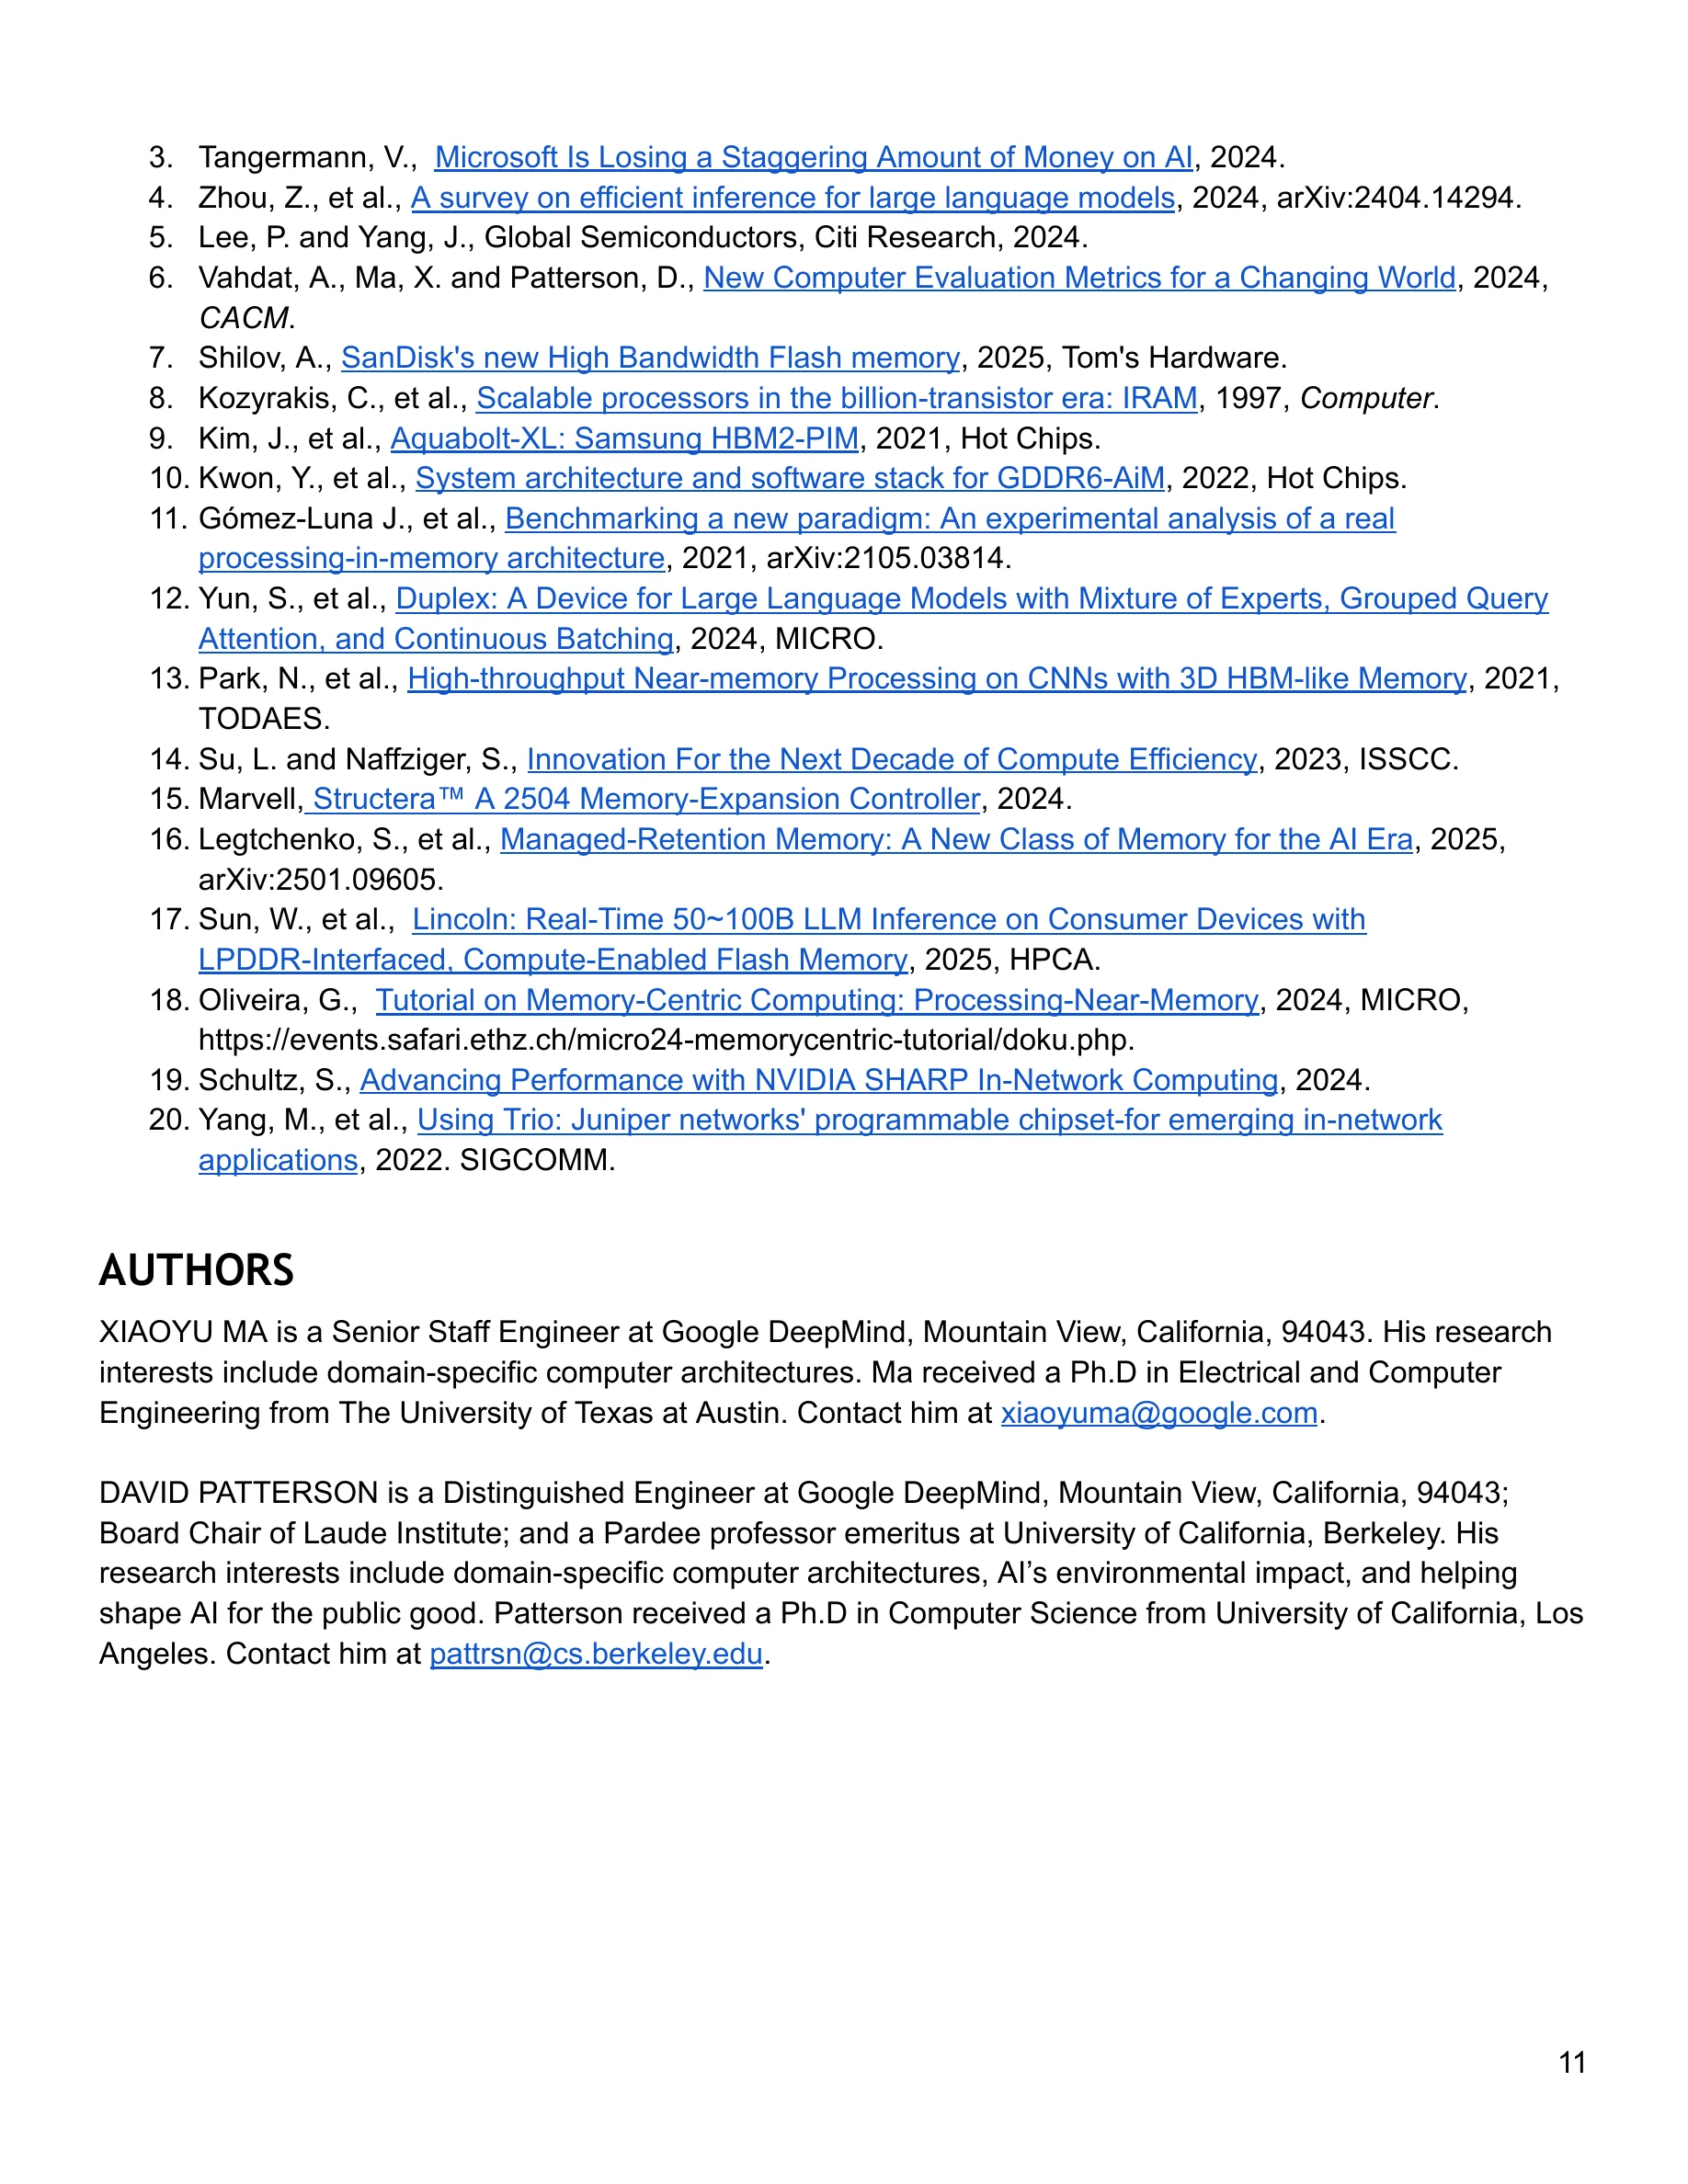 3. Tangermann, V., Microsoft Is Losing a Staggering Amount of Money on AI, 2024.
4. Zhou, Z., et al., A survey on efficient inference for large language models, 2024, arXiv:2404.14294.
5. Lee, P. and Yang, J., Global Semiconductors, Citi Research, 2024.
6. Vahdat, A., Ma, X. and Patterson, D., New Computer Evaluation Metrics for a Changing World, 2024,
CACM.
7. Shilov, A., SanDisk's new High Bandwidth Flash memory, 2025, Tom's Hardware.
8. Kozyrakis, C., et al., Scalable processors in the billion-transistor era: IRAM, 1997, Computer.
9. Kim, J., et al., Aquabolt-XL: Samsung HBM2-PIM, 2021, Hot Chips.
10. Kwon, Y., et al., System architecture and software stack for GDDR6-AiM, 2022, Hot Chips.
11. Gómez-Luna J., et al., Benchmarking a new paradigm: An experimental analysis of a real
processing-in-memory architecture, 2021, arXiv:2105.03814.
12. Yun, S., et al., Duplex: A Device for Large Language Models with Mixture of Experts, Grouped Query
Attention, and Continuous Batching, 2024, MICRO.
13. Park, N., et al., High-throughput Near-memory Processing on CNNs with 3D HBM-like Memory, 2021,
TODAES.
14. Su, L. and Naffziger, S., Innovation For the Next Decade of Compute Efficiency, 2023, ISSCC.
15. Marvell, Structera™ A 2504 Memory-Expansion Controller, 2024.
16. Legtchenko, S., et al., Managed-Retention Memory: A New Class of Memory for the AI Era, 2025,
arXiv:2501.09605.
17. Sun, W., et al., Lincoln: Real-Time 50~100B LLM Inference on Consumer Devices with
LPDDR-Interfaced, Compute-Enabled Flash Memory, 2025, HPCA.
18. Oliveira, G., Tutorial on Memory-Centric Computing: Processing-Near-Memory, 2024, MICRO,
https://events.safari.ethz.ch/micro24-memorycentric-tutorial/doku.php.
19. Schultz, S., Advancing Performance with NVIDIA SHARP In-Network Computing, 2024.
20. Yang, M., et al., Using Trio: Juniper networks' programmable chipset-for emerging in-network
applications, 2022. SIGCOMM.
AUTHORS
XIAOYU MA is a Senior Staff Engineer at Google DeepMind, Mountain View, California, 94043. His research
interests include domain-specific computer architectures. Ma received a Ph.D in Electrical and Computer
Engineering from The University of Texas at Austin. Contact him at xiaoyuma@google.com.
DAVID PATTERSON is a Distinguished Engineer at Google DeepMind, Mountain View, California, 94043;
Board Chair of Laude Institute; and a Pardee professor emeritus at University of California, Berkeley. His
research interests include domain-specific computer architectures, AI’s environmental impact, and helping
shape AI for the public good. Patterson received a Ph.D in Computer Science from University of California, Los
Angeles. Contact him at pattrsn@cs.berkeley.edu.
11